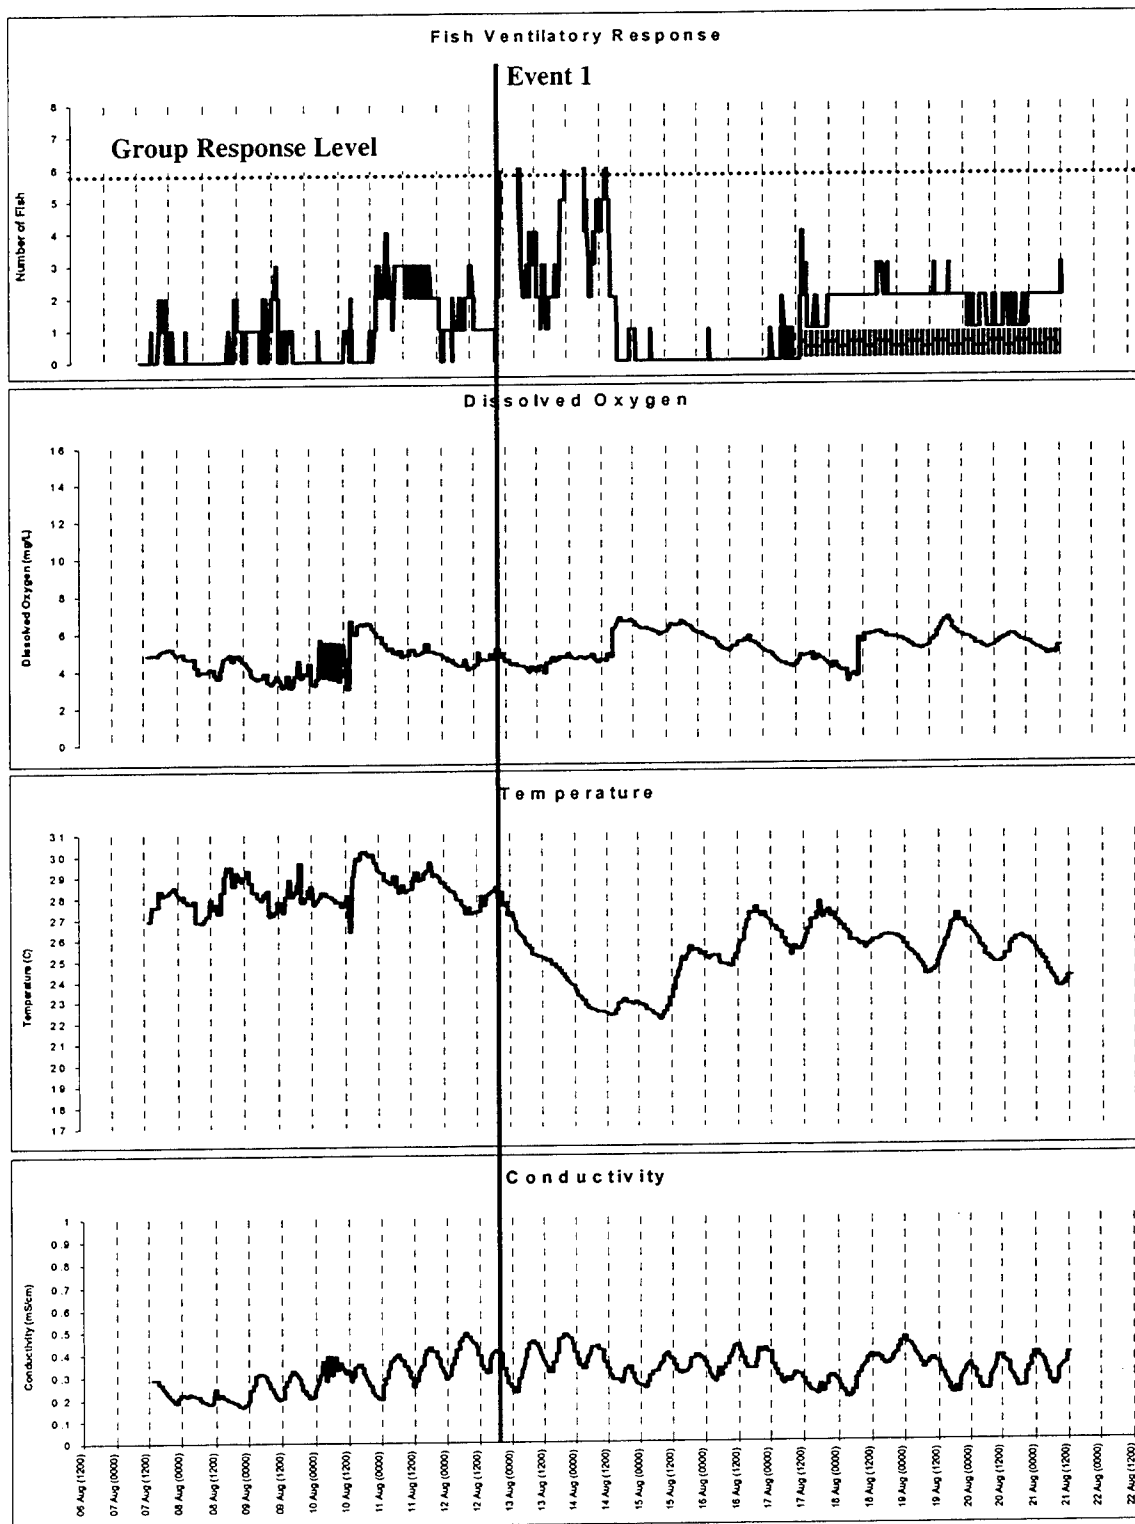 Fish Ventilatory Response
Event 1
Group Response Level
Number of Fish
8
7
6
5
4
3
2
1
0
Dissolved Oxygen
Dissolved Oxygen (mg/L)
16
14
12
10
8
6
4
2
0
Temperature
Temperature (C)
31
30
29
28
27
26
25
24
23
22
21
20
19
18
17
Conductivity
Conductivity (mS/cm)
1
0.9
0.8
0.7
0.6
0.5
0.4
0.3
0.2
0.1
0
06 Aug (1200)
07 Aug (0000)
07 Aug (1200)
08 Aug (0000)
08 Aug (1200)
09 Aug (0000)
09 Aug (1200)
10 Aug (0000)
10 Aug (1200)
11 Aug (0000)
11 Aug (1200)
12 Aug (0000)
12 Aug (1200)
13 Aug (0000)
13 Aug (1200)
14 Aug (0000)
14 Aug (1200)
15 Aug (0000)
15 Aug (1200)
16 Aug (0000)
16 Aug (1200)
17 Aug (0000)
17 Aug (1200)
18 Aug (0000)
18 Aug (1200)
19 Aug (0000)
19 Aug (1200)
20 Aug (0000)
20 Aug (1200)
21 Aug (0000)
21 Aug (1200)
22 Aug (0000)
22 Aug (1200)